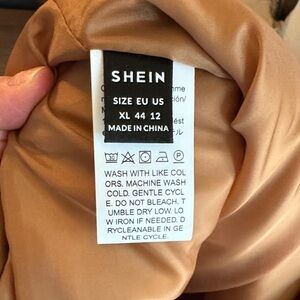 SHEIN
SIZE EU US
XL 44 12
MADE IN CHINA
WASH WITH LIKE COL
ORS. MACHINE WASH
COLD. GENTLE CYCL
E. DO NOT BLEACH. T
UMBLE DRY LOW. LO
W IRON IF NEEDED. D
RYCLEANABLE IN GE
NTLE CYCLE.